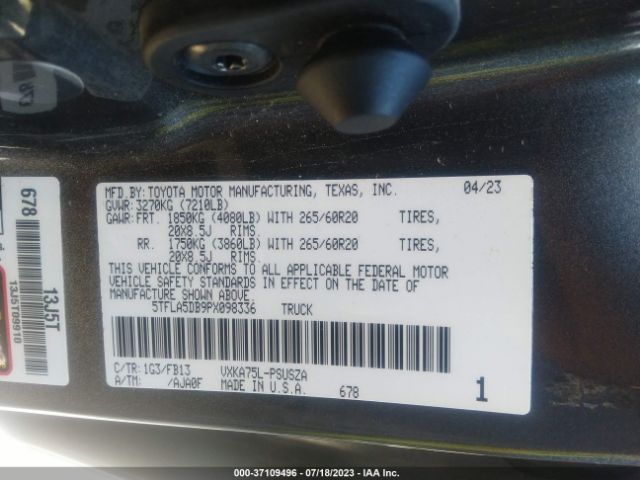 MFD.BY: TOYOTA MOTOR MANUFACTURING, TEXAS, INC. 04/23
GVWR: 3270KG (7210LB)
GAWR: FRT. 1850KG (4080LB) WITH 265/60R20 TIRES,
20X8.5J RIMS.
RR. 1750KG (3860LB) WITH 265/60R20 TIRES,
20X8.5J RIMS.
THIS VEHICLE CONFORMS TO ALL APPLICABLE FEDERAL MOTOR
VEHICLE SAFETY STANDARDS IN EFFECT ON THE DATE OF
MANUFACTURE SHOWN ABOVE.
5TFLA5DB9PX098336 TRUCK
C/TR: 1G3/FB13 VXKA75L-PSUSZA
A/TM: /AJA0F MADE IN U.S.A. 678 1
678
13J5T
13J5T09910
000-37109496 - 07/18/2023 - IAA Inc.